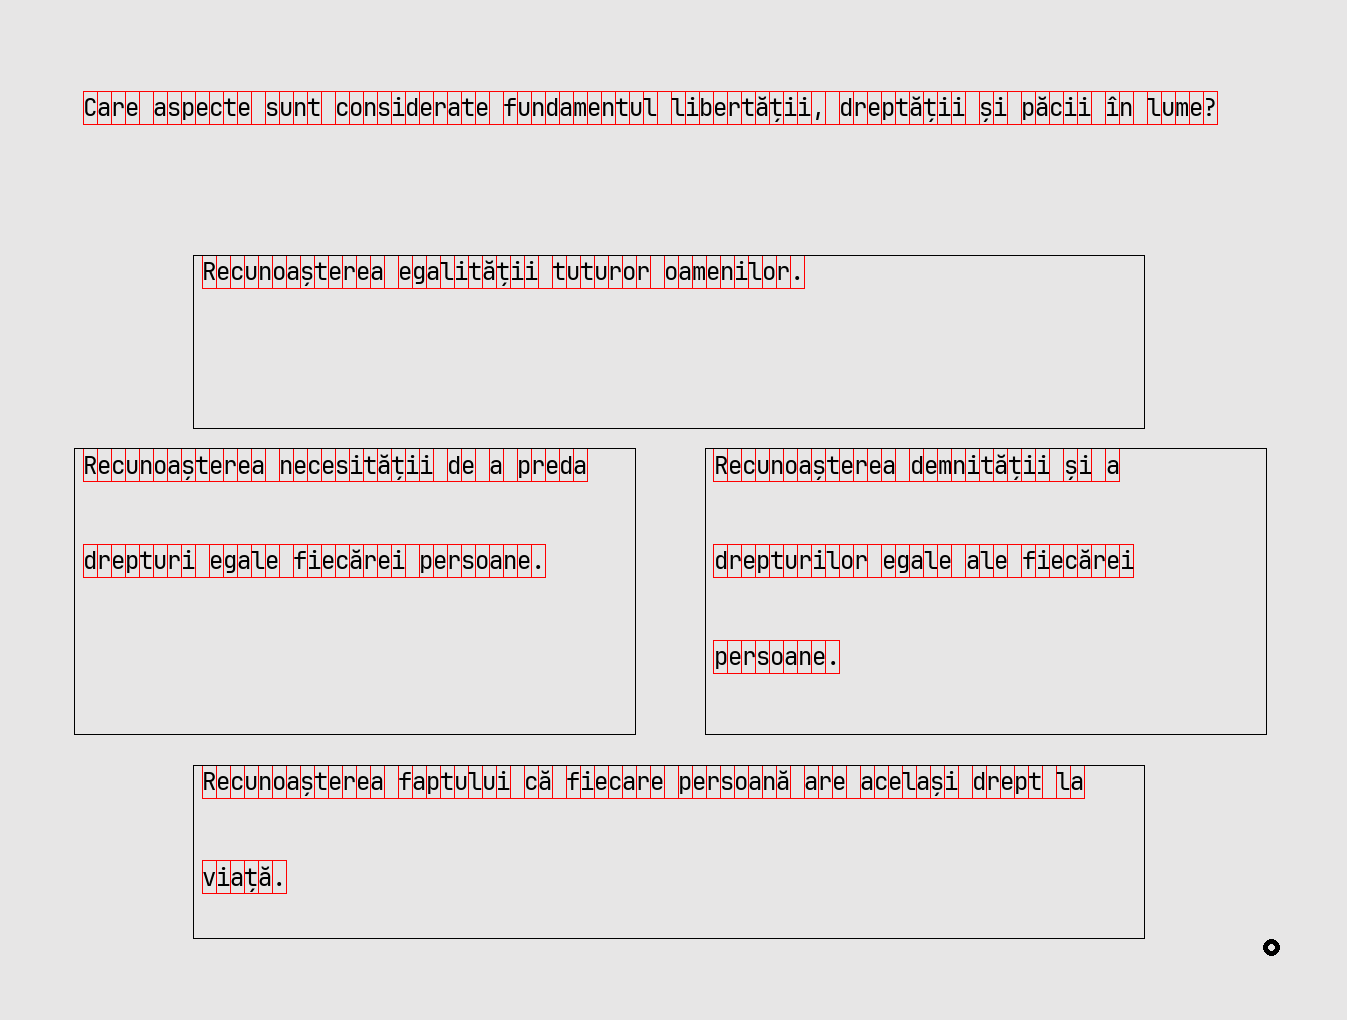 Care aspecte sunt considerate fundamentul libertății, dreptății și păcii în lume?
Recunoașterea egalității tuturor oamenilor.
Recunoașterea necesității de a preda
drepturi egale fiecărei persoane.
Recunoașterea demnității și a
drepturilor egale ale fiecărei
persoane.
Recunoașterea faptului că fiecare persoană are același drept la
viață.